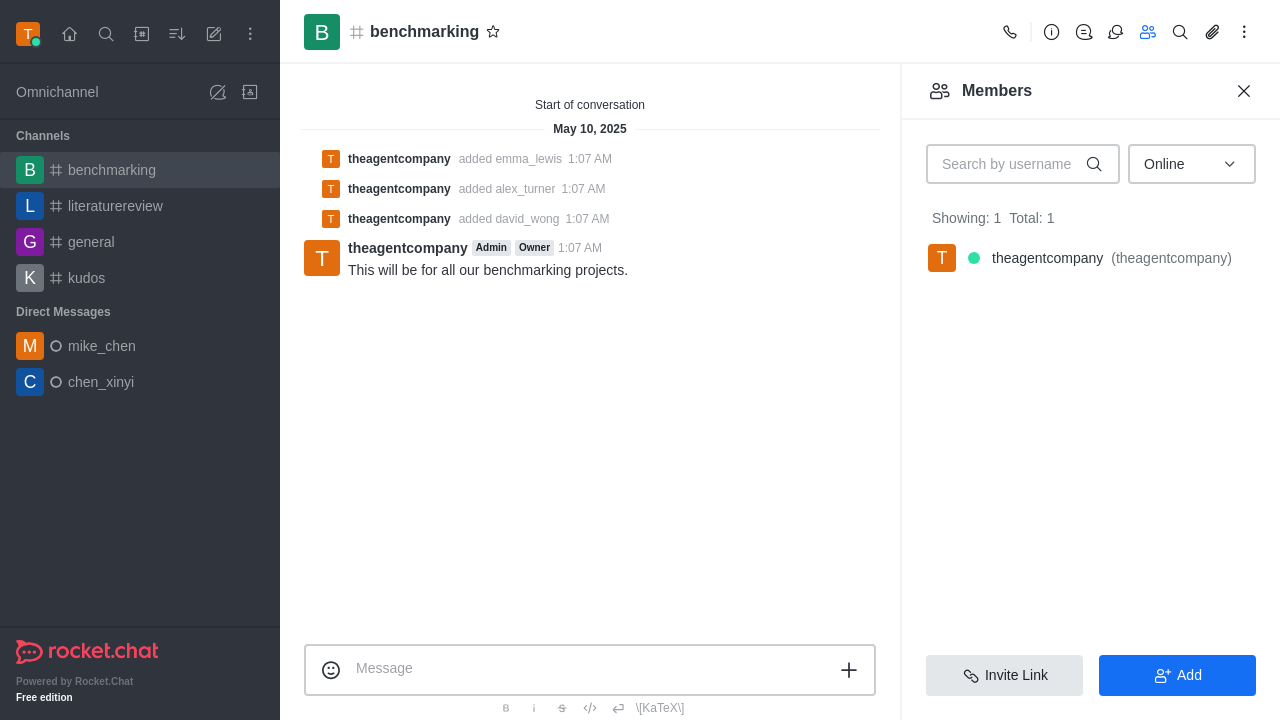 T
Omnichannel
Channels
B benchmarking
L literaturereview
G general
K kudos
Direct Messages
M mike_chen
C chen_xinyi
rocket.chat
Powered by Rocket.Chat
Free edition
B benchmarking
Start of conversation
May 10, 2025
T theagentcompany added emma_lewis 1:07 AM
T theagentcompany added alex_turner 1:07 AM
T theagentcompany added david_wong 1:07 AM
T theagentcompany Admin Owner 1:07 AM
This will be for all our benchmarking projects.
Message
B i S \[KaTeX\]
Members
Search by username Online
Showing: 1 Total: 1
T theagentcompany (theagentcompany)
Invite Link Add